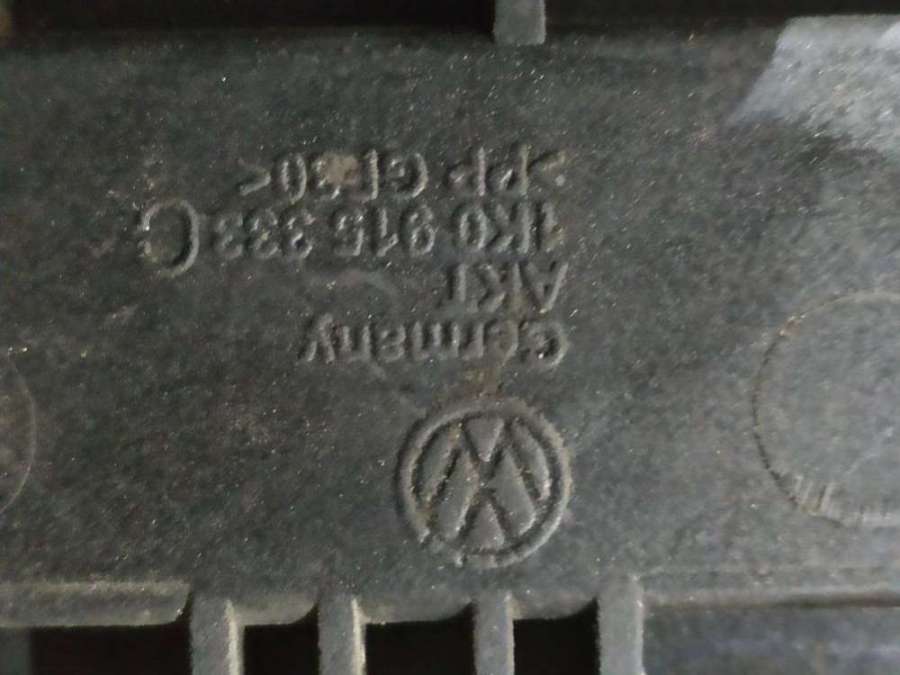 Germany
AKT
1K0 915 333 C
>PP GF30<